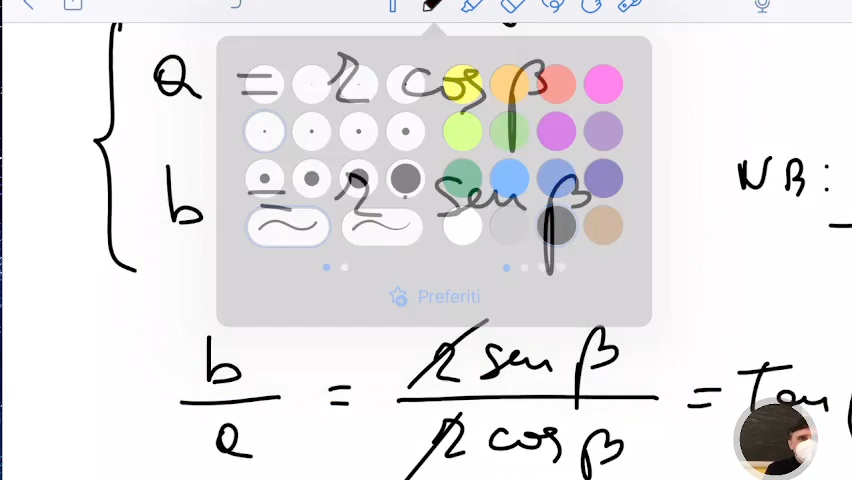 a = r cos β
b = r sen β
NB:
Preferiti
b/a = r sen β / r cos β = Tan